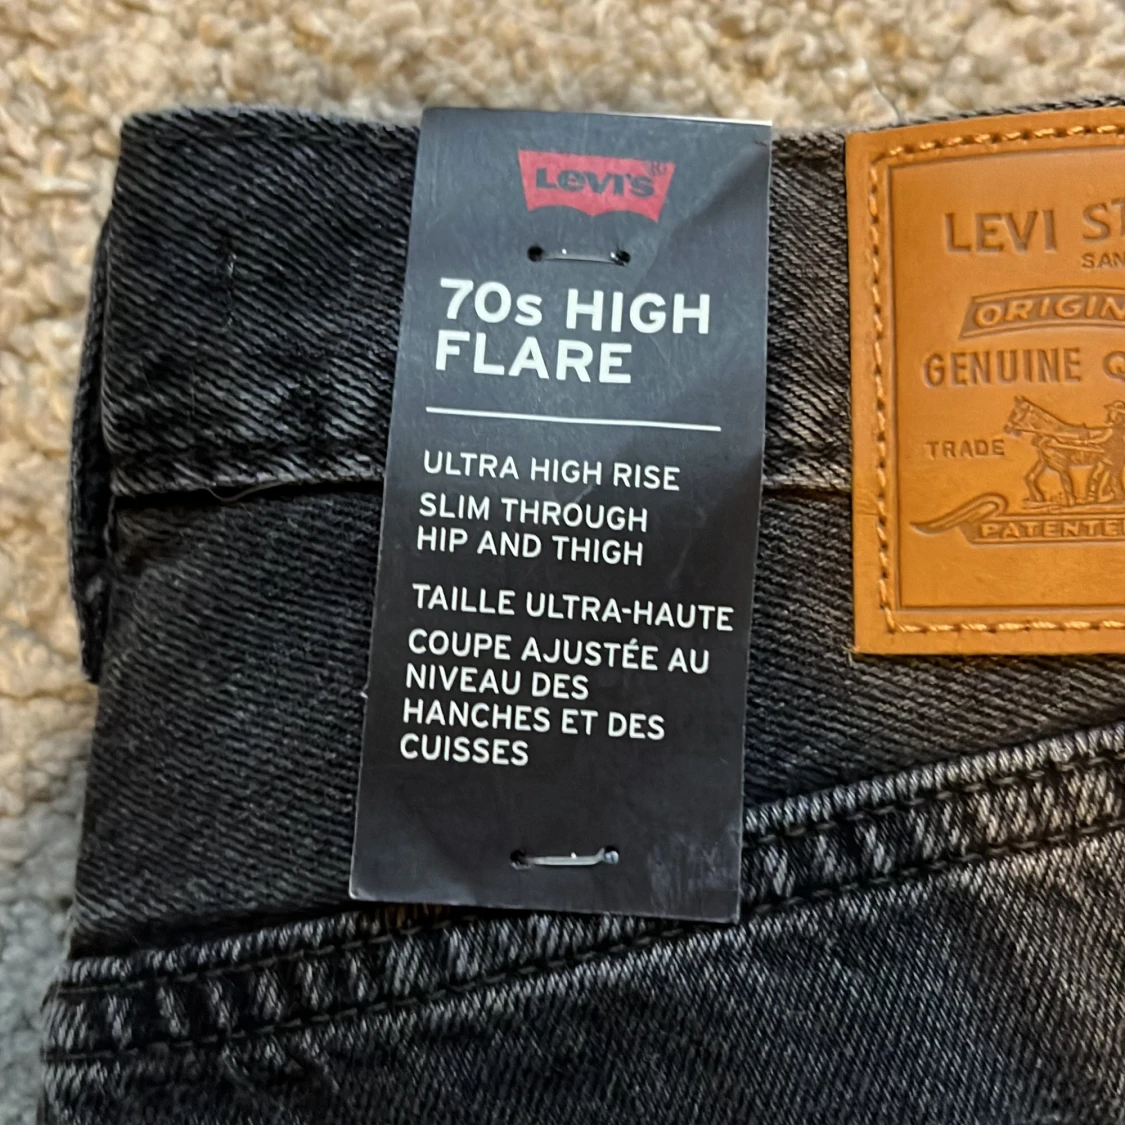 LEVI'S®
70s HIGH
FLARE
ULTRA HIGH RISE
SLIM THROUGH
HIP AND THIGH
TAILLE ULTRA-HAUTE
COUPE AJUSTÉE AU
NIVEAU DES
HANCHES ET DES
CUISSES
LEVI ST
SAN
ORIGIN
GENUINE Q
TRADE
PATENTE